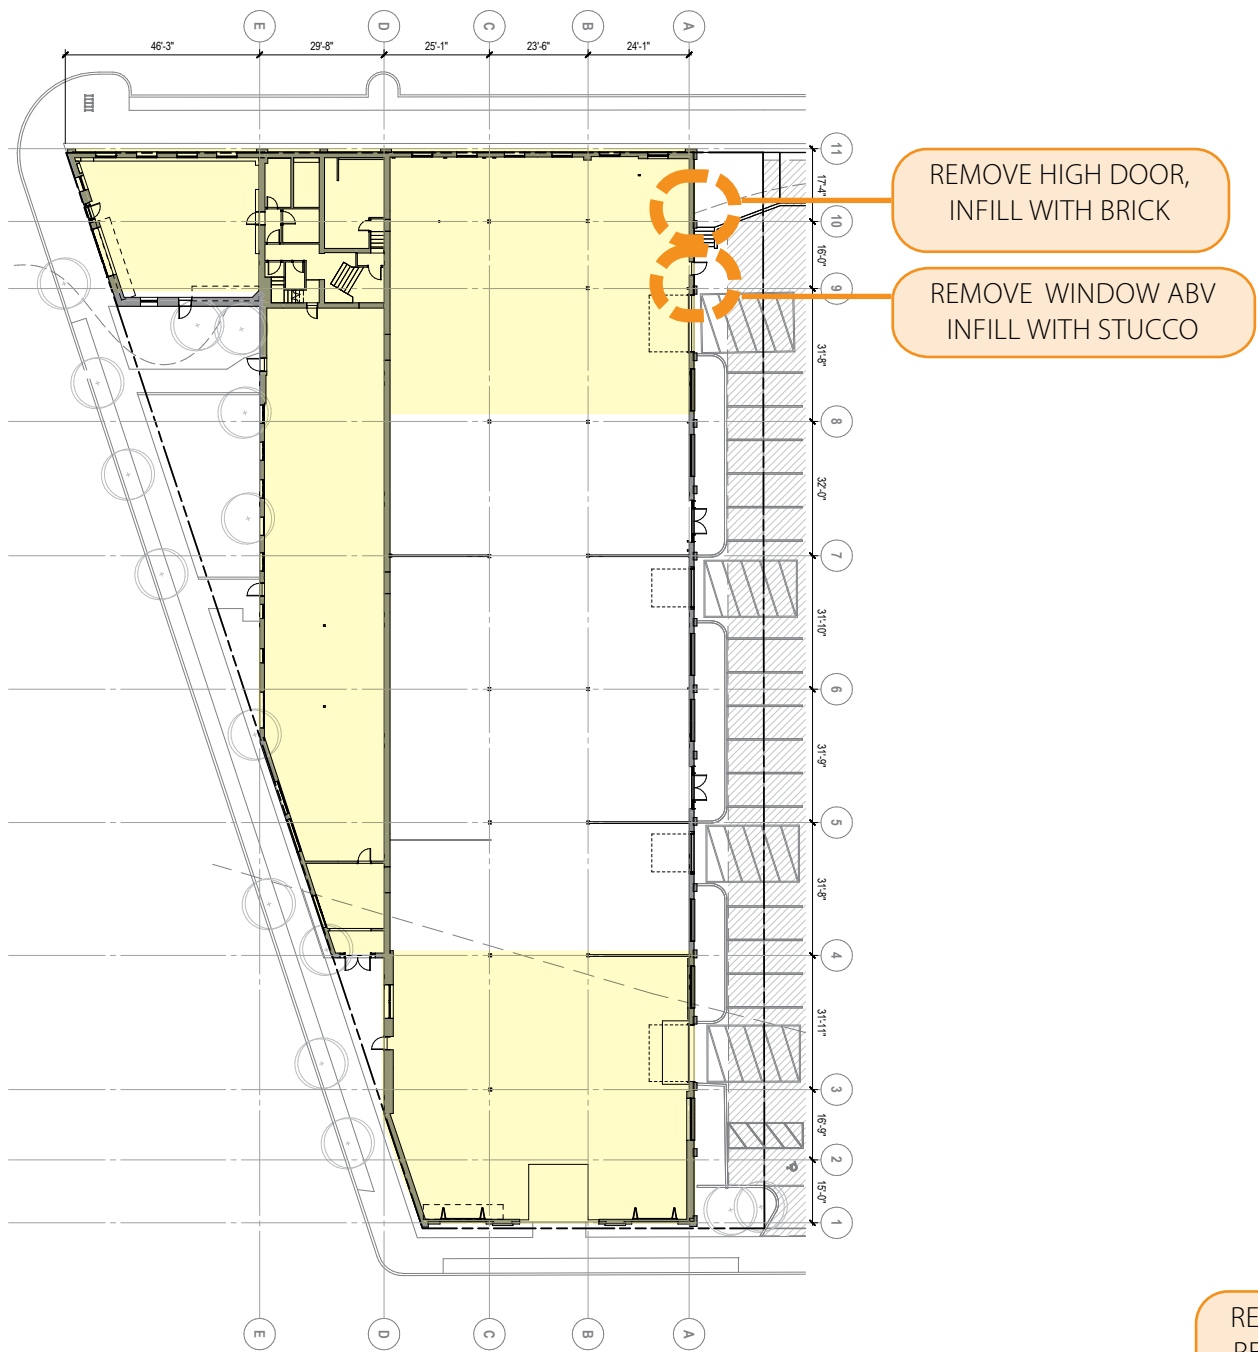 E D C B A
46'-3" 29'-8" 25'-1" 23'-6" 24'-1"
11
17'-4"
10
16'-0"
9
31'-8"
8
32'-0"
7
31'-10"
6
31'-9"
5
31'-8"
4
31'-11"
3
16'-9"
2
15'-0"
1
REMOVE HIGH DOOR,
INFILL WITH BRICK
REMOVE WINDOW ABV
INFILL WITH STUCCO
E D C B A
RE